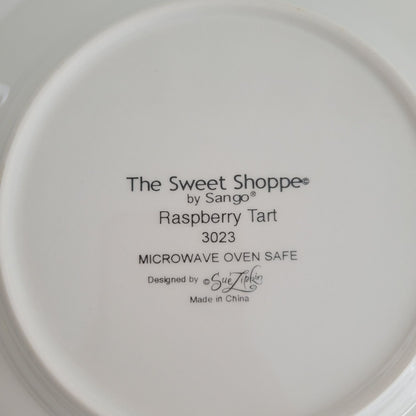 The Sweet Shoppe©
by Sango®
Raspberry Tart
3023
MICROWAVE OVEN SAFE
Designed by ©Sue Zipkin
Made in China